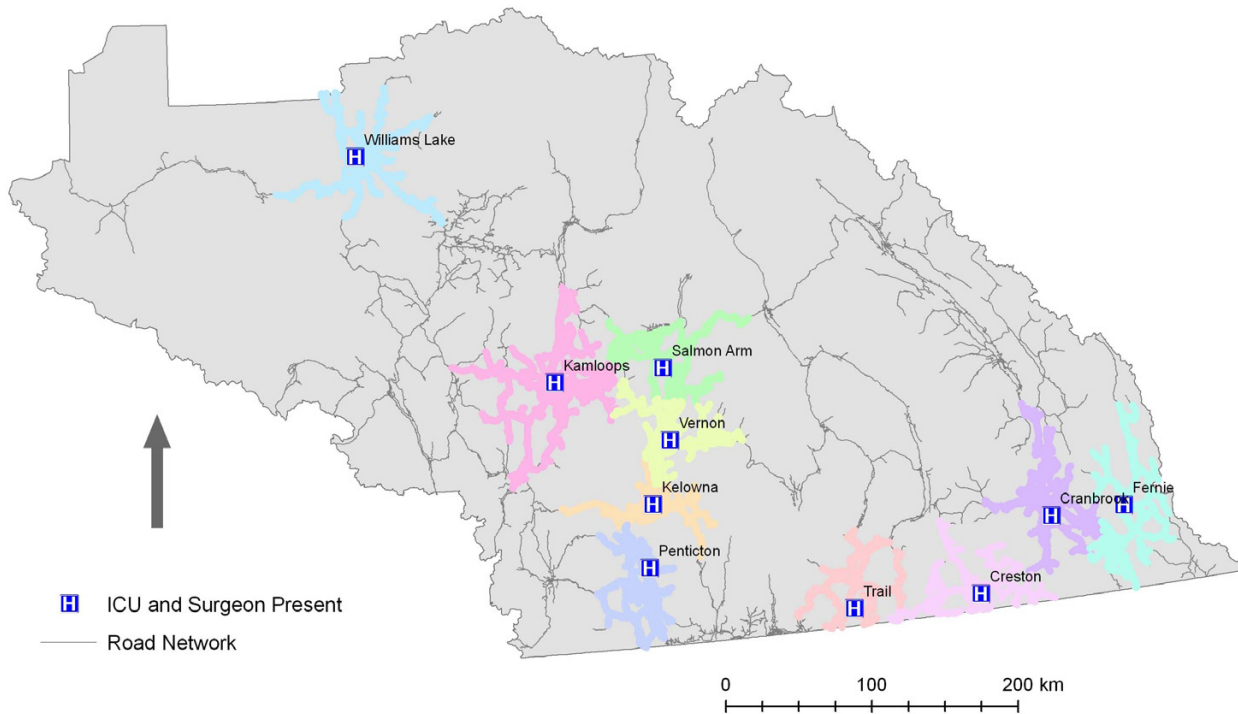 Williams Lake
H
Salmon Arm
H
Kamloops
H
Vernon
H
Kelowna
H
Fernie
H
Cranbrook
H
Penticton
H
Creston
H
Trail
H
H ICU and Surgeon Present
Road Network
0 100 200 km